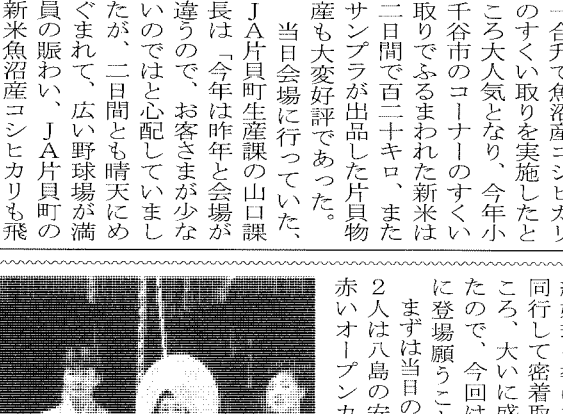 一合升で魚沼産コシヒカリ
のすくい取りを実施したと
ころ大人気となり、今年小
千谷市のコーナーのすくい
取りでふるまわれた新米は
二日間で百二十キロ、また
サンプラが出品した片貝物
産も大変好評であった。
当日会場に行っていた、
ＪＡ片貝町生産課の山口課
長は「今年は昨年と会場が
違うので、お客さまが少な
いのではと心配していまし
たが、二日間とも晴天にめ
ぐまれて、広い野球場が満
員の賑わい、ＪＡ片貝町の
新米魚沼産コシヒカリも飛
同行して密着取
ころ、大いに盛
たので、今回は
に登場願うこと
まずは当日の
２人は八島の安
赤いオープンカ